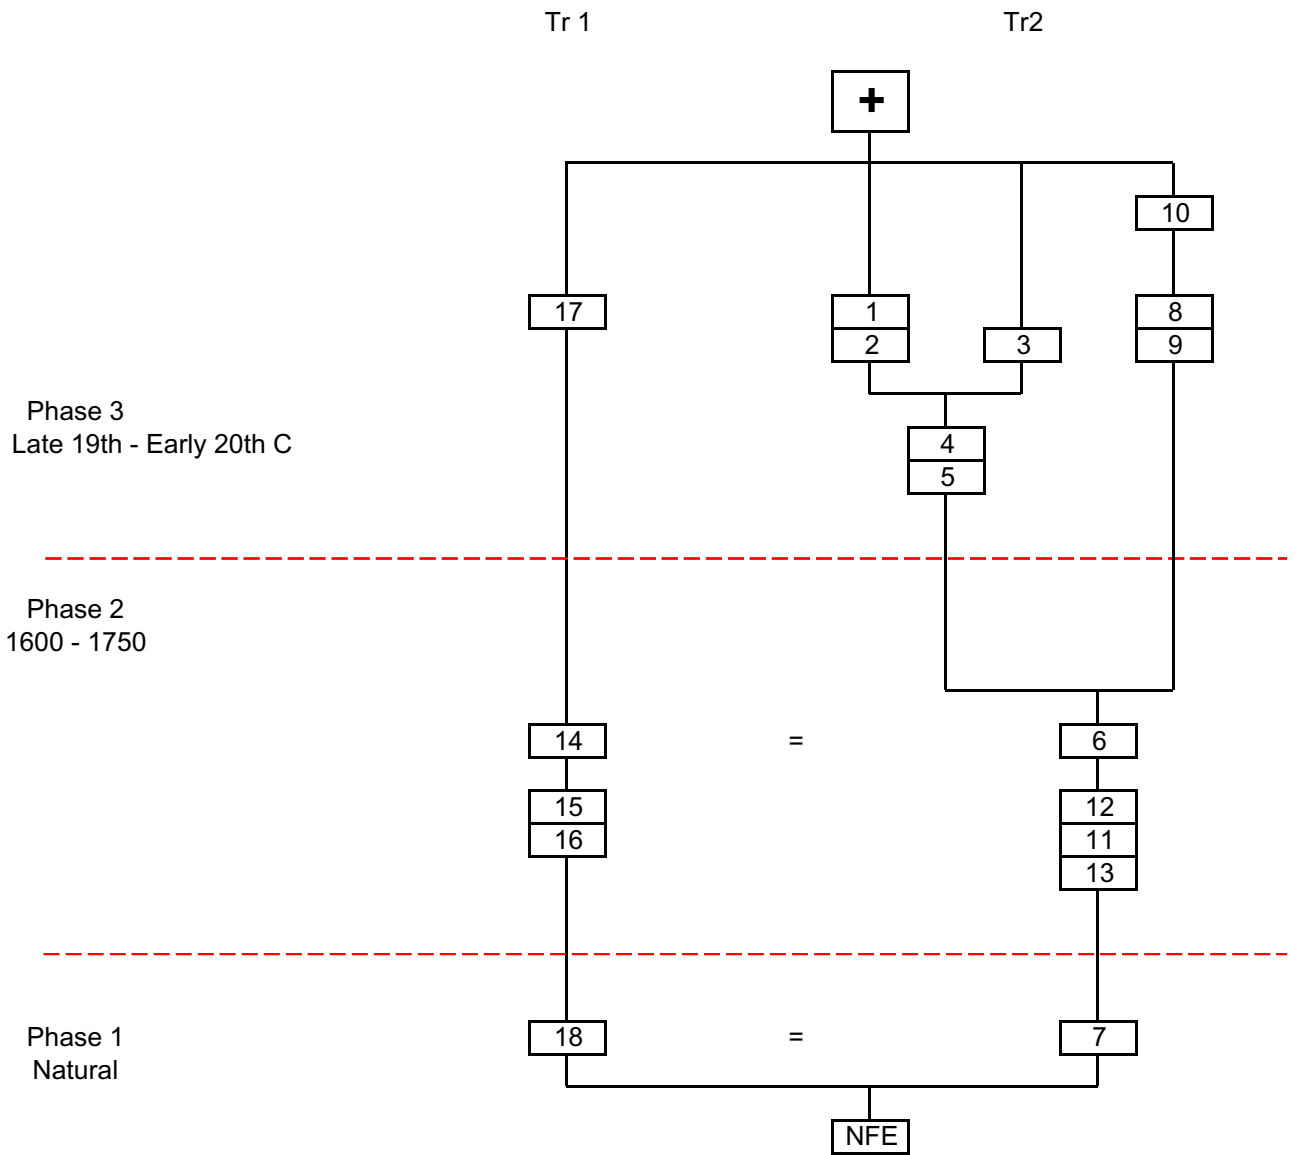 Tr 1 Tr2
+
10
17 1 8
2 3 9
Phase 3
Late 19th - Early 20th C
4
5
Phase 2
1600 - 1750
14 = 6
15 12
16 11
13
Phase 1 18 = 7
Natural
NFE